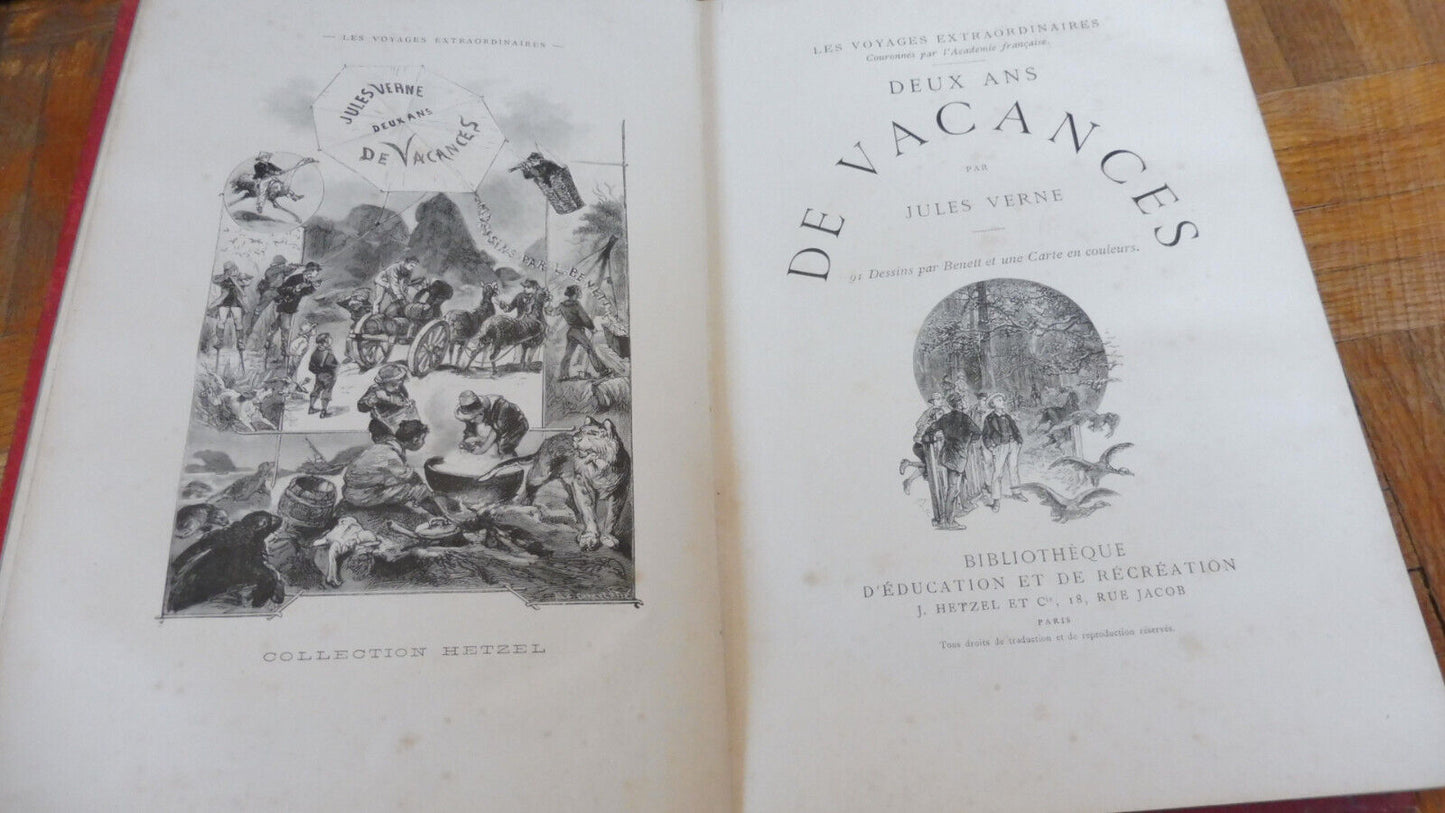 — LES VOYAGES EXTRAORDINAIRES —
JULES VERNE
DEUX ANS
DE VACANCES
DESSINS PAR L. BENETT
COLLECTION HETZEL
LES VOYAGES EXTRAORDINAIRES
Couronnés par l'Académie française.
DEUX ANS
DE VACANCES
PAR
JULES VERNE
91 Dessins par Benett et une Carte en couleurs.
BIBLIOTHÈQUE
D'ÉDUCATION ET DE RÉCRÉATION
J. HETZEL ET Cie, 18, RUE JACOB
PARIS
Tous droits de traduction et de reproduction réservés.